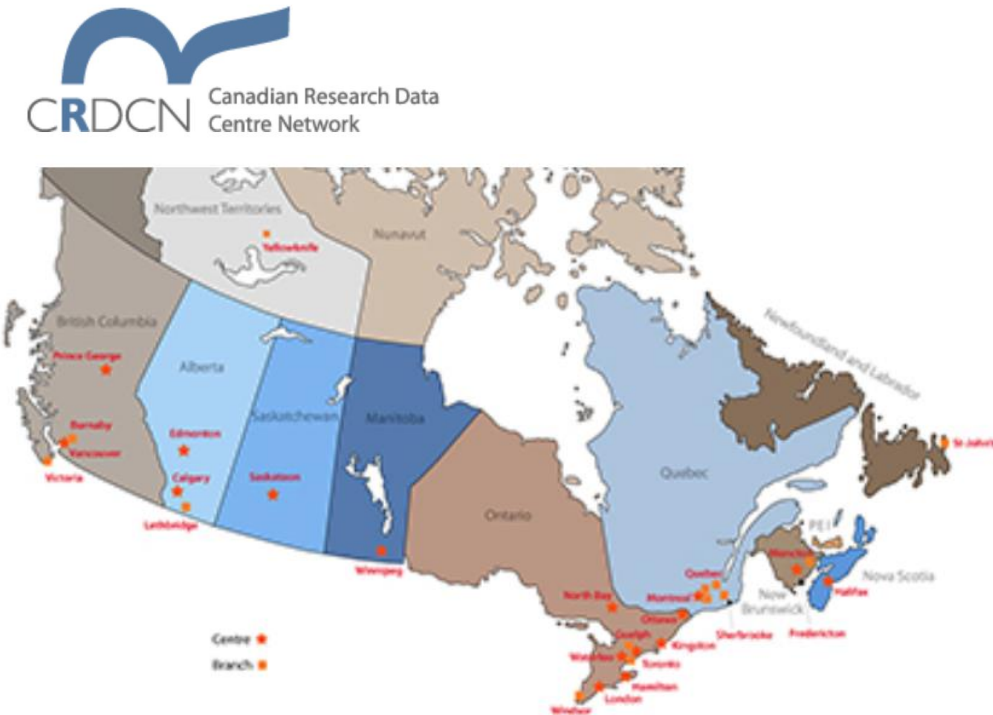 CRDCN
Canadian Research Data
Centre Network
Northwest Territories
Yellowknife
Nunavut
British Columbia
Prince George
Alberta
Saskatchewan
Manitoba
Newfoundland and Labrador
Burnaby
Vancouver
Victoria
Edmonton
Calgary
Lethbridge
Saskatoon
Winnipeg
Ontario
Quebec
St John's
PEI
Moncton
Nova Scotia
Halifax
New
Brunswick
Fredericton
Quebec
Montreal
Sherbrooke
North Bay
Ottawa
Guelph
Kingston
Waterloo
Toronto
Hamilton
London
Windsor
Centre
Branch